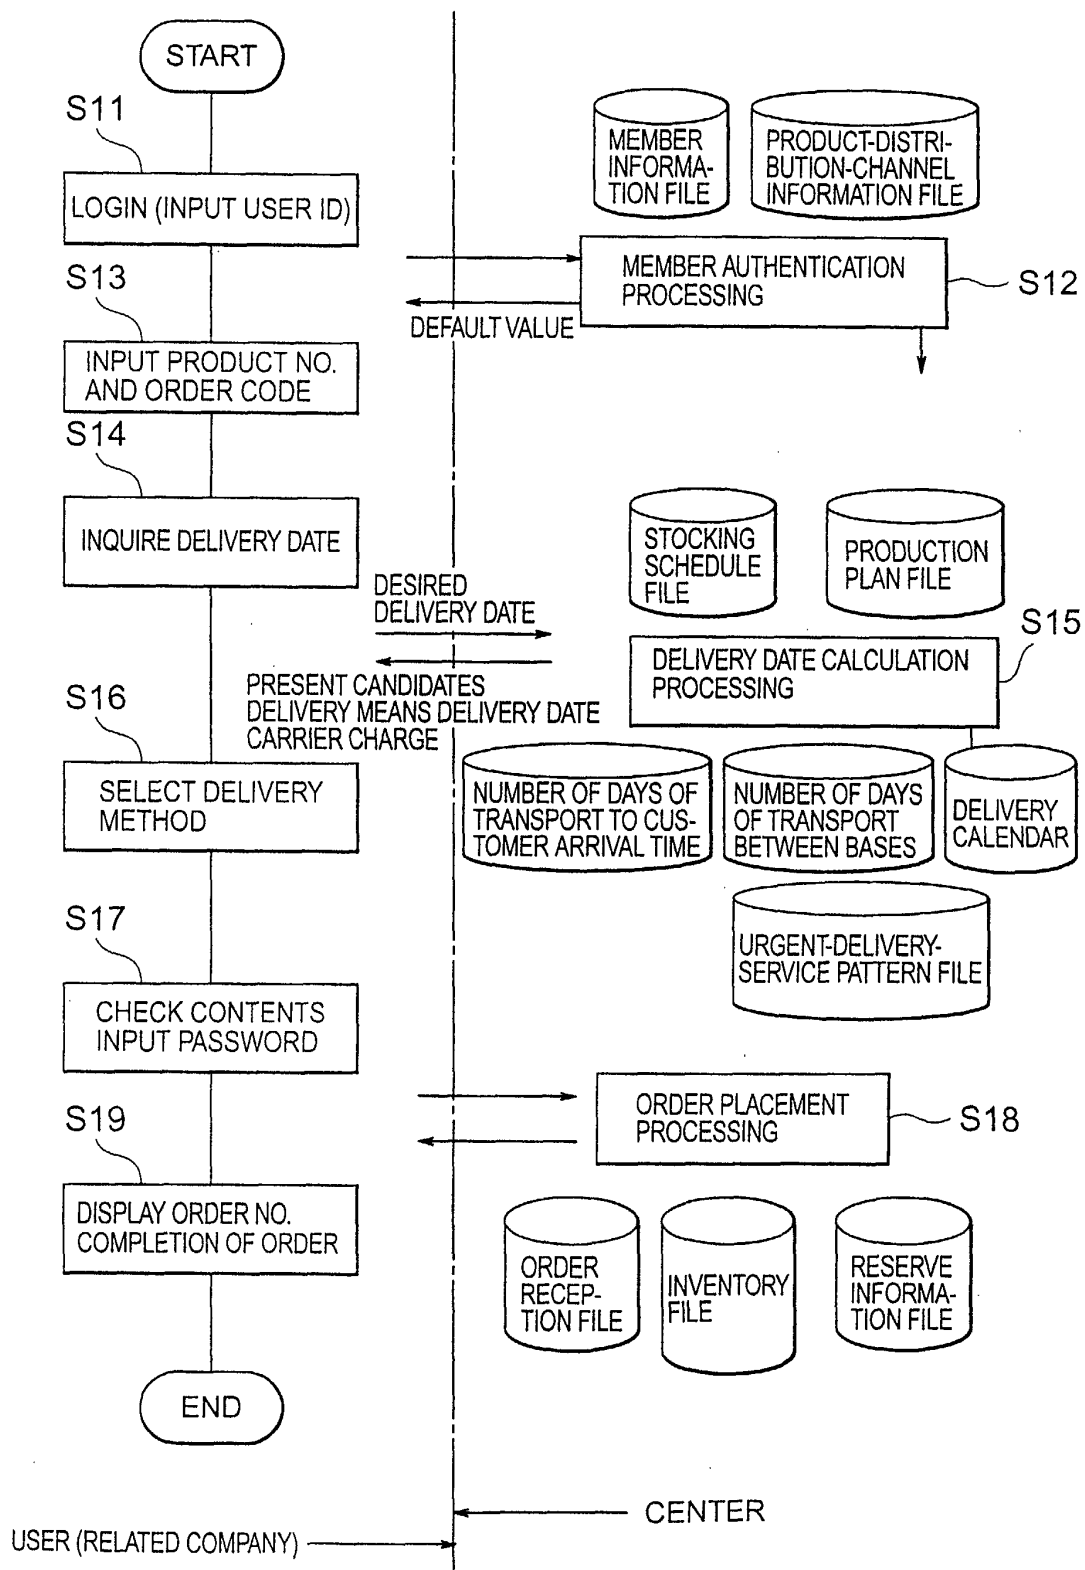 START
S11
LOGIN (INPUT USER ID)
MEMBER
INFORMA-
TION FILE
PRODUCT-DISTRI-
BUTION-CHANNEL
INFORMATION FILE
MEMBER AUTHENTICATION
PROCESSING
S12
DEFAULT VALUE
S13
INPUT PRODUCT NO.
AND ORDER CODE
S14
INQUIRE DELIVERY DATE
STOCKING
SCHEDULE
FILE
PRODUCTION
PLAN FILE
DESIRED
DELIVERY DATE
S15
DELIVERY DATE CALCULATION
PROCESSING
PRESENT CANDIDATES
DELIVERY MEANS DELIVERY DATE
CARRIER CHARGE
S16
SELECT DELIVERY
METHOD
NUMBER OF DAYS OF
TRANSPORT TO CUS-
TOMER ARRIVAL TIME
NUMBER OF DAYS
OF TRANSPORT
BETWEEN BASES
DELIVERY
CALENDAR
URGENT-DELIVERY-
SERVICE PATTERN FILE
S17
CHECK CONTENTS
INPUT PASSWORD
ORDER PLACEMENT
PROCESSING
S18
S19
DISPLAY ORDER NO.
COMPLETION OF ORDER
ORDER
RECEP-
TION FILE
INVENTORY
FILE
RESERVE
INFORMA-
TION FILE
END
CENTER
USER (RELATED COMPANY)